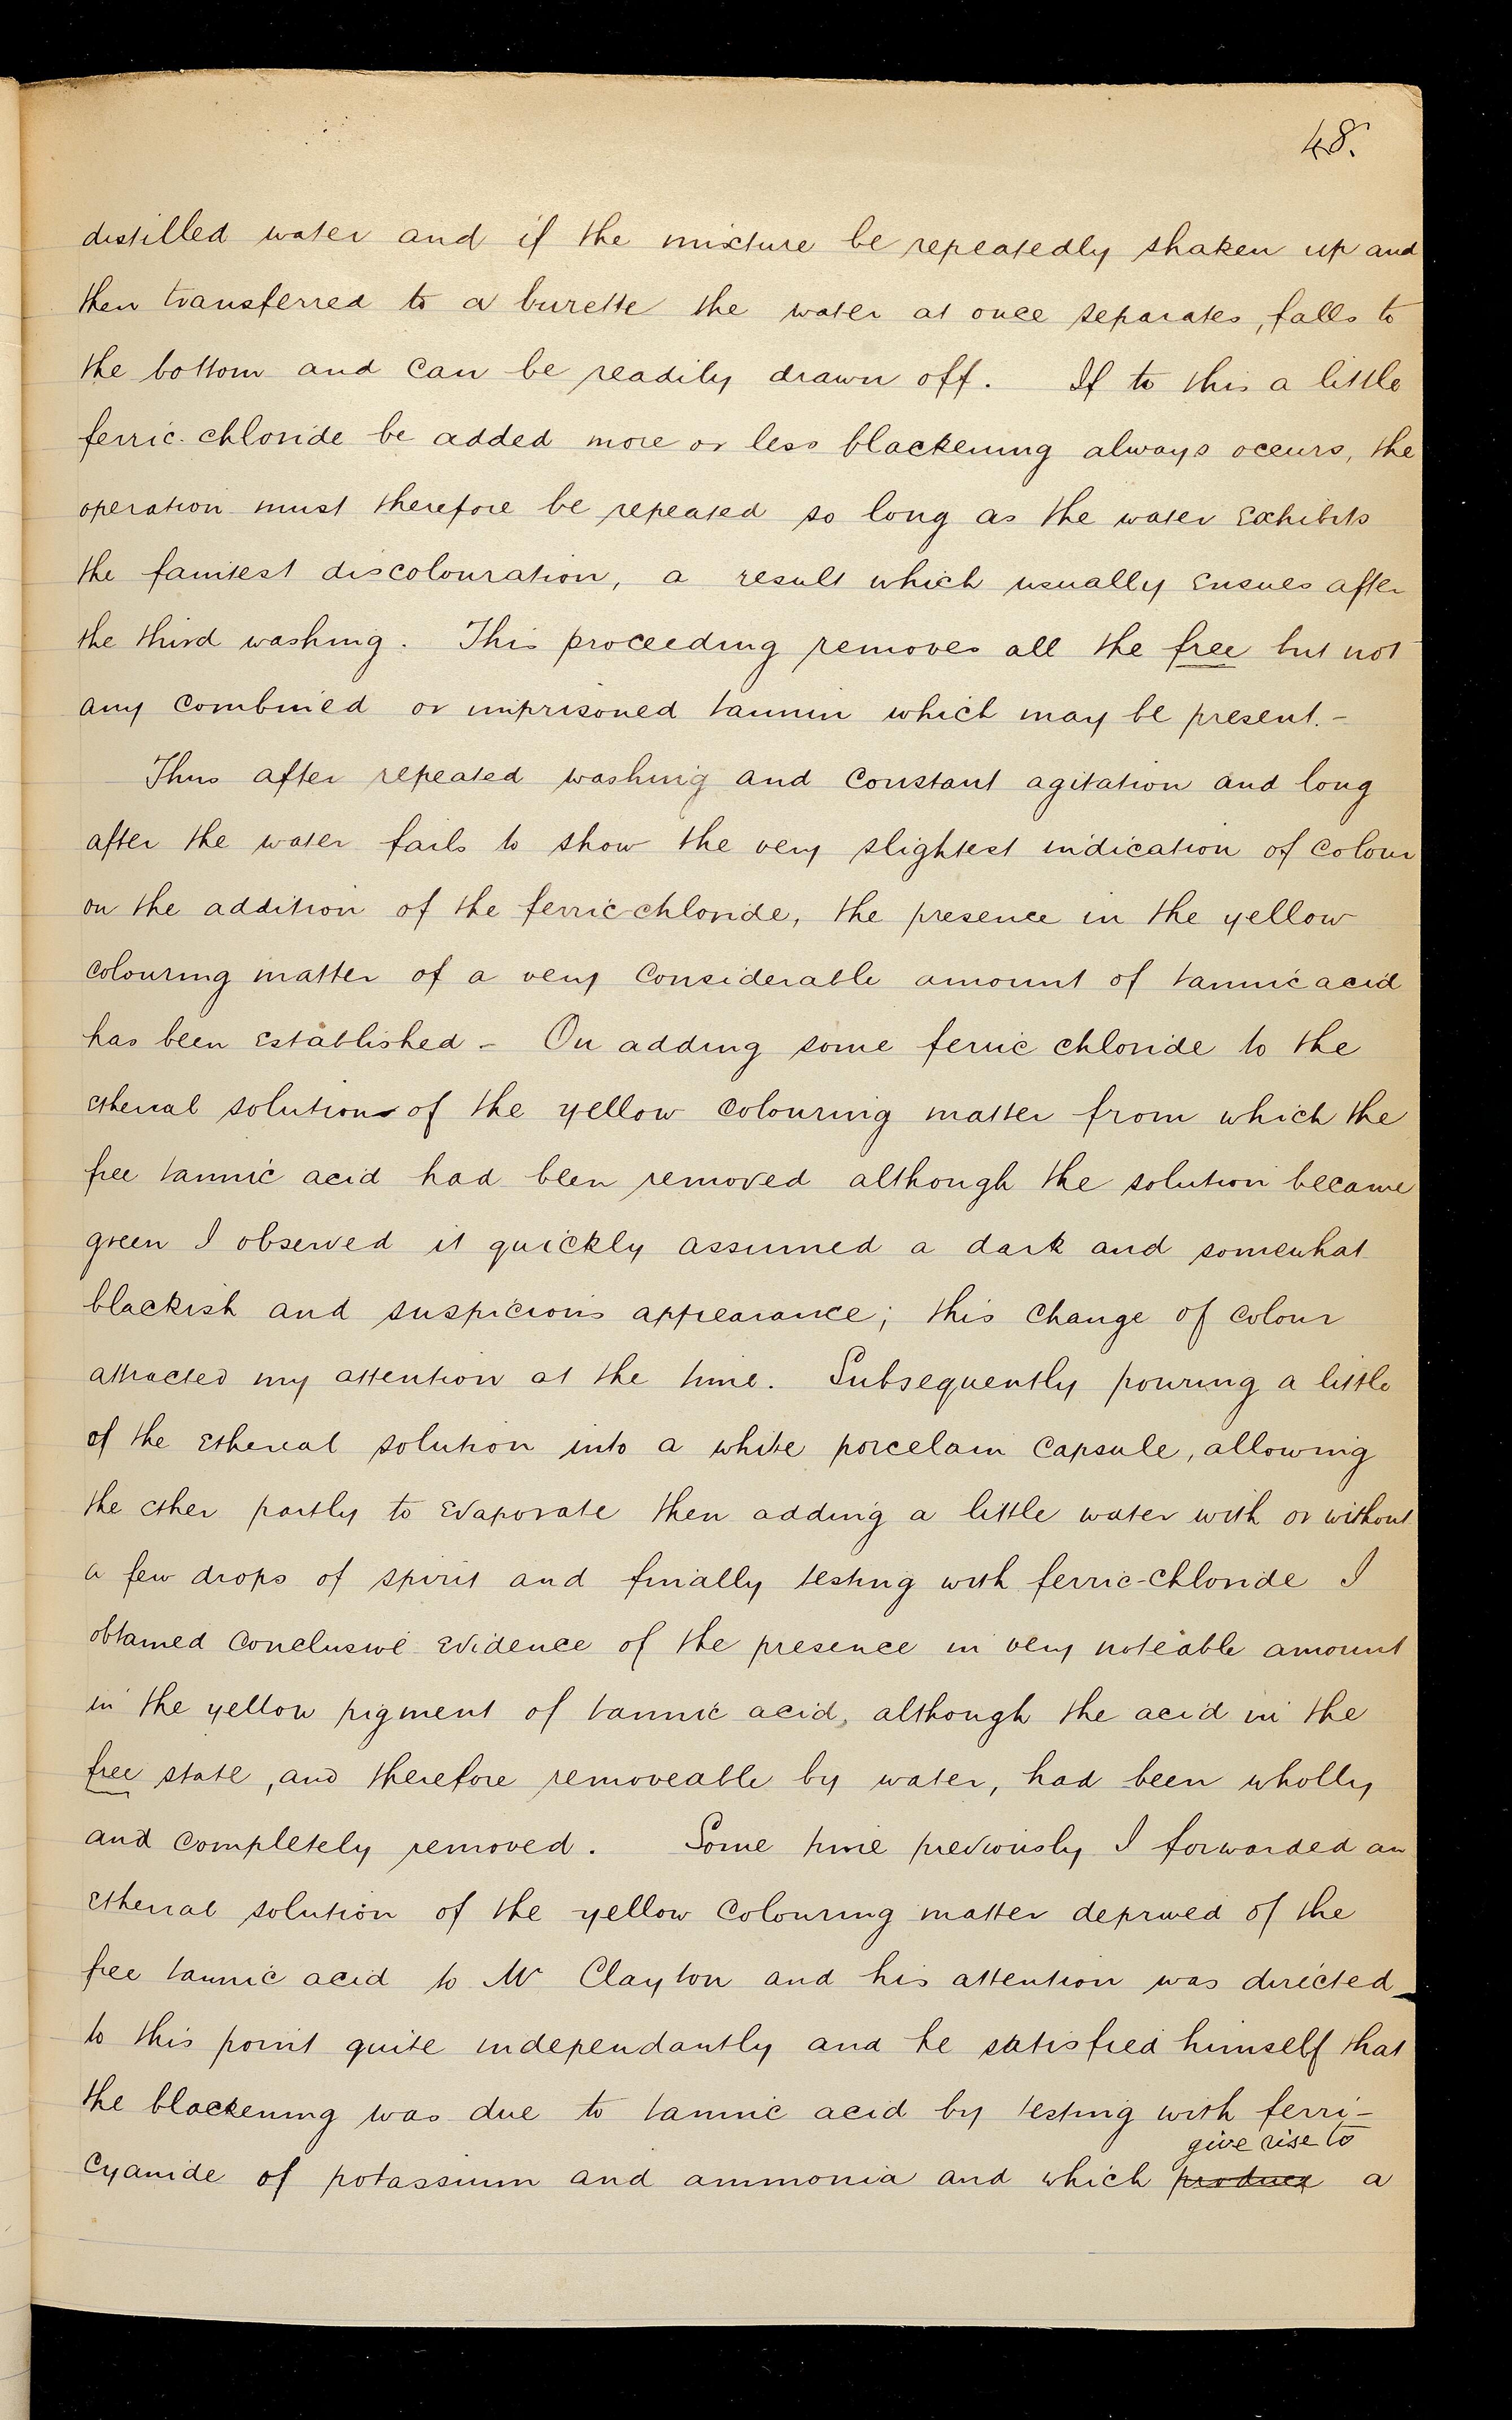 48.
distilled water and if the mixture be repeatedly shaken up and
then transferred to a burette the water at once separates, falls to
the bottom and can be readily drawn off. If to this a little
ferric-chloride be added more or less blackening always occurs, the
operation must therefore be repeated so long as the water exhibits
the faintest discolouration, a result which usually ensues after
the third washing. This proceeding removes all the free but not
any combined or imprisoned tannin which may be present.-
Thus after repeated washing and constant agitation and long
after the water fails to show the very slightest indication of colour
on the addition of the ferric-chloride, the presence in the yellow
colouring matter of a very considerable amount of tannic acid
has been established - On adding some ferric chloride to the
etherial solution of the yellow colouring matter from which the
free tannic acid had been removed although the solution became
green I observed it quickly assumed a dark and somewhat
blackish and suspicious appearance; this change of colour
attracted my attention at the time. Subsequently pouring a little
of the etherial solution into a white porcelain capsule, allowing
the ether partly to evaporate then adding a little water with or without
a few drops of spirit and finally testing with ferric-chloride I
obtained conclusive evidence of the presence in very noteable amount
in the yellow pigment of tannic acid, although the acid in the
free state, and therefore removeable by water, had been wholly
and completely removed. Some time previously I forwarded an
etherial solution of the yellow colouring matter deprived of the
free tannic acid to Mr Clayton and his attention was directed
to this point quite independantly and he satisfied himself that
the blackening was due to tannic acid by testing with ferri-
give rise to
cyanide of potassium and ammonia and which produce a